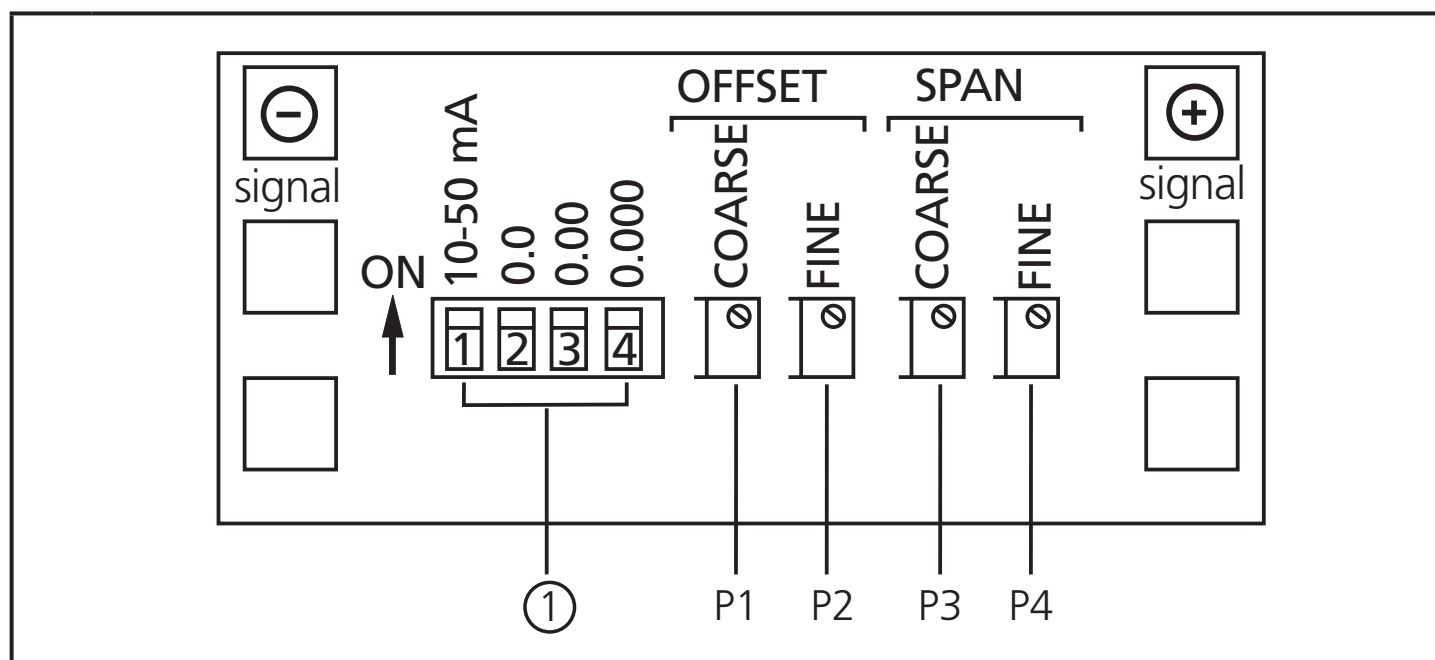 OFFSET SPAN
− +
signal signal
ON 10-50 mA 0.0 0.00 0.000 COARSE FINE COARSE FINE
1 2 3 4
1 P1 P2 P3 P4